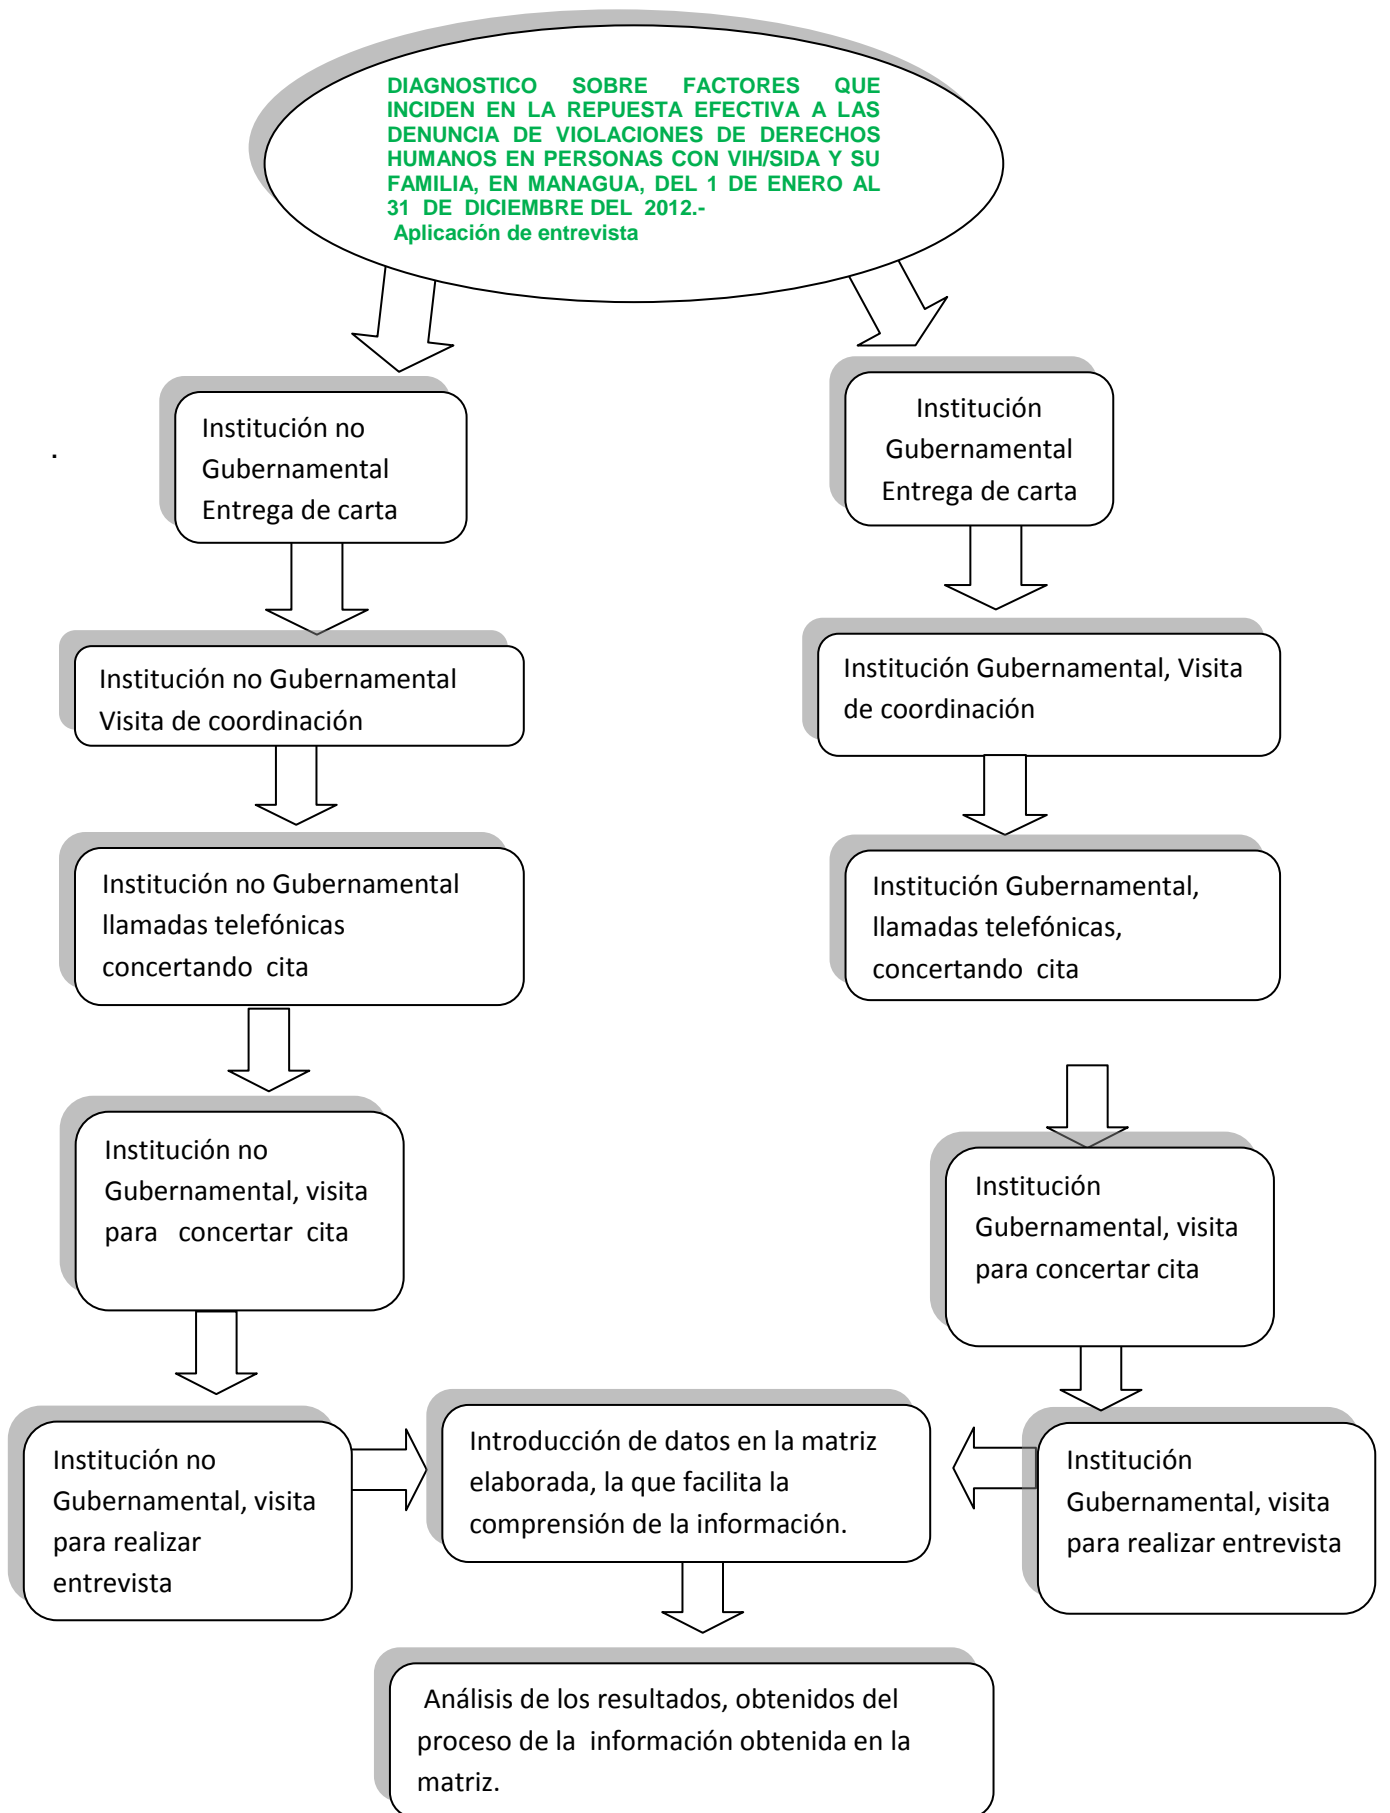 DIAGNOSTICO SOBRE FACTORES QUE
INCIDEN EN LA REPUESTA EFECTIVA A LAS
DENUNCIA DE VIOLACIONES DE DERECHOS
HUMANOS EN PERSONAS CON VIH/SIDA Y SU
FAMILIA, EN MANAGUA, DEL 1 DE ENERO AL
31 DE DICIEMBRE DEL 2012.-
Aplicación de entrevista
Institución no
Gubernamental
Entrega de carta
Institución
Gubernamental
Entrega de carta
.
Institución no Gubernamental
Visita de coordinación
Institución Gubernamental, Visita
de coordinación
Institución no Gubernamental
llamadas telefónicas
concertando cita
Institución Gubernamental,
llamadas telefónicas,
concertando cita
Institución no
Gubernamental, visita
para concertar cita
Institución
Gubernamental, visita
para concertar cita
Institución no
Gubernamental, visita
para realizar
entrevista
Introducción de datos en la matriz
elaborada, la que facilita la
comprensión de la información.
Institución
Gubernamental, visita
para realizar entrevista
Análisis de los resultados, obtenidos del
proceso de la información obtenida en la
matriz.